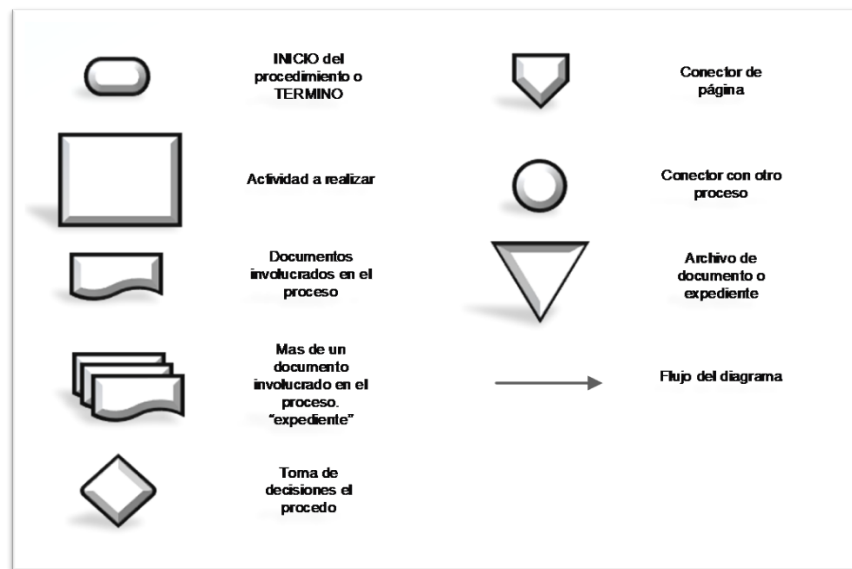 INICIO del
procedimiento o
TERMINO
Actividad a realizar
Documentos
involucrados en el
proceso
Mas de un
documento
involucrado en el
proceso.
“expediente”
Toma de
decisiones el
procedo
Conector de
página
Conector con otro
proceso
Archivo de
documento o
expediente
Flujo del diagrama